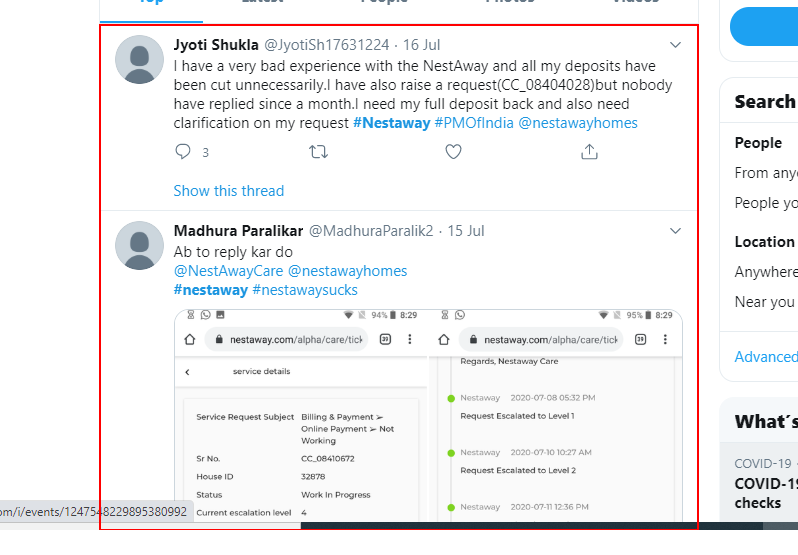 Top Latest People Photos Videos
Jyoti Shukla @JyotiSh17631224 · 16 Jul
I have a very bad experience with the NestAway and all my deposits have
been cut unnecessarily.I have also raise a request(CC_08404028)but nobody
have replied since a month.I need my full deposit back and also need
clarification on my request #Nestaway #PMOfIndia @nestawayhomes
3
Show this thread
Madhura Paralikar @MadhuraParalik2 · 15 Jul
Ab to reply kar do
@NestAwayCare @nestawayhomes
#nestaway #nestawaysucks
94% 8:29
nestaway.com/alpha/care/tick
39
service details
Service Request Subject Billing & Payment ➢
Online Payment ➢ Not
Working
Sr No. CC_08410672
House ID 32878
Status Work In Progress
Current escalation level 4
95% 8:29
nestaway.com/alpha/care/tick
39
Regards, Nestaway Care
Nestaway 2020-07-08 05:32 PM
Request Escalated to Level 1
Nestaway 2020-07-10 10:27 AM
Request Escalated to Level 2
Nestaway 2020-07-11 12:36 PM
om/i/events/1247548229895380992
Search
People
From anyo
People yo
Location
Anywhere
Near you
Advanced
What's
COVID-19 ·
COVID-19
checks